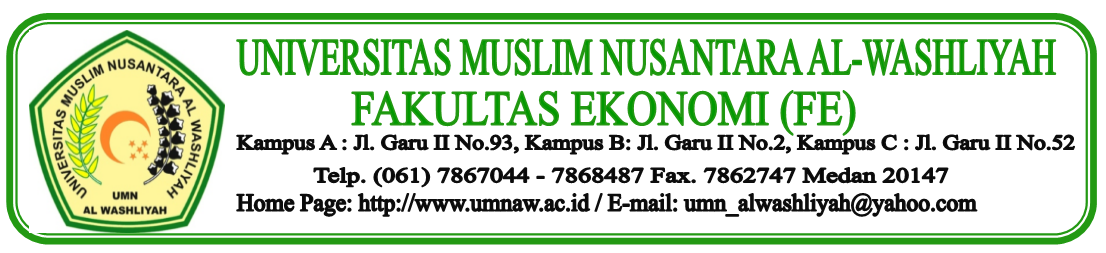 UNIVERSITAS MUSLIM NUSANTARA AL WASHLIYAH
UMN
AL WASHLIYAH
UNIVERSITAS MUSLIM NUSANTARA AL-WASHLIYAH
FAKULTAS EKONOMI (FE)
Kampus A : Jl. Garu II No.93, Kampus B: Jl. Garu II No.2, Kampus C : Jl. Garu II No.52
Telp. (061) 7867044 - 7868487 Fax. 7862747 Medan 20147
Home Page: http://www.umnaw.ac.id / E-mail: umn_alwashliyah@yahoo.com